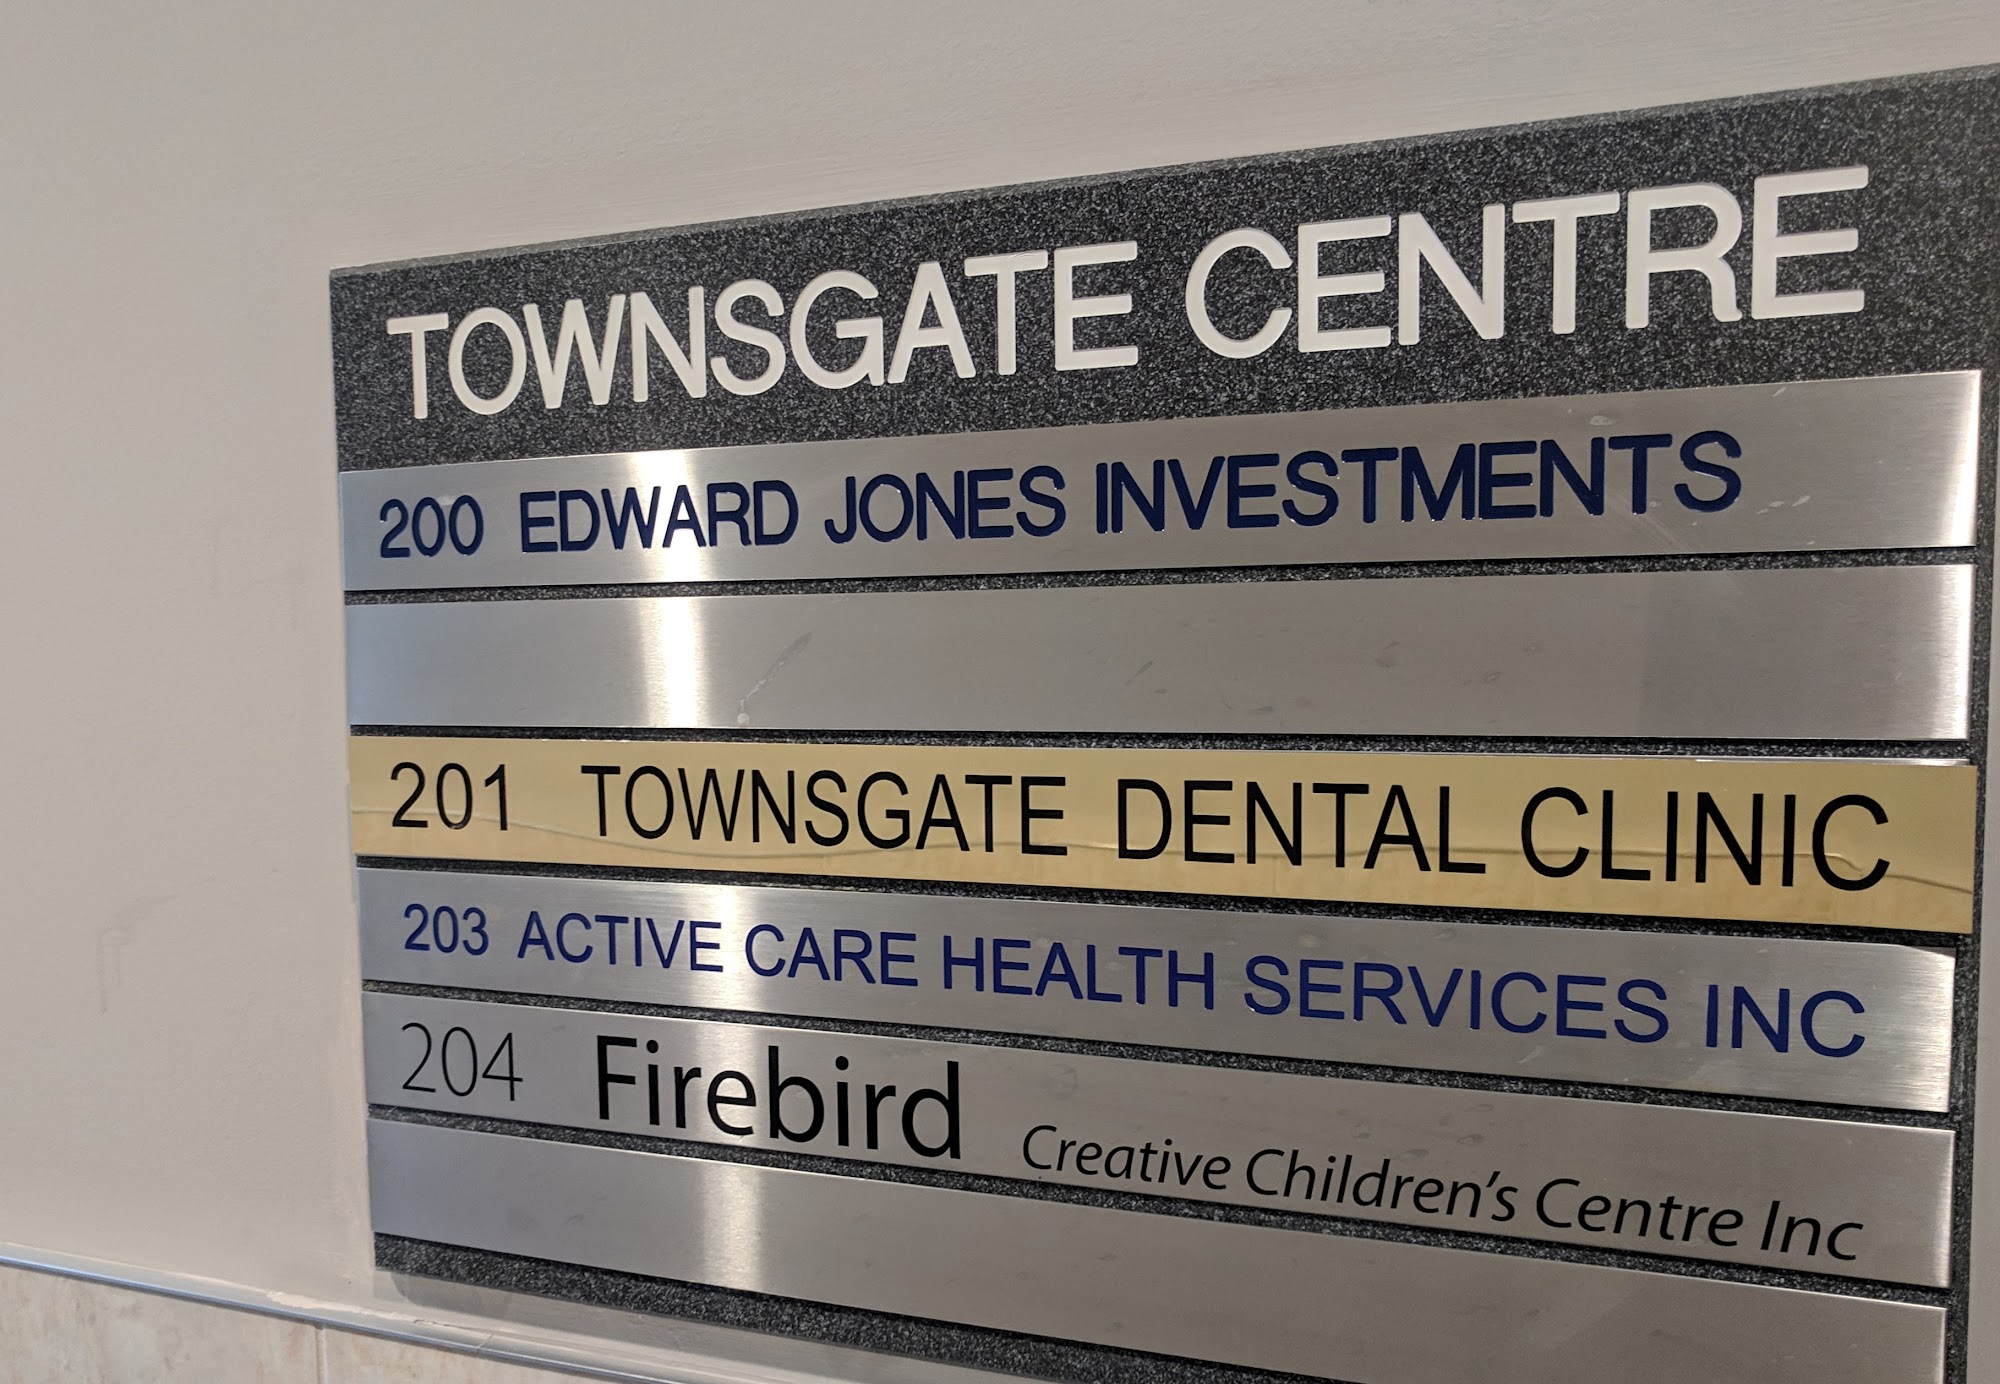 TOWNSGATE CENTRE
200 EDWARD JONES INVESTMENTS
201 TOWNSGATE DENTAL CLINIC
203 ACTIVE CARE HEALTH SERVICES INC
204 Firebird Creative Children's Centre Inc